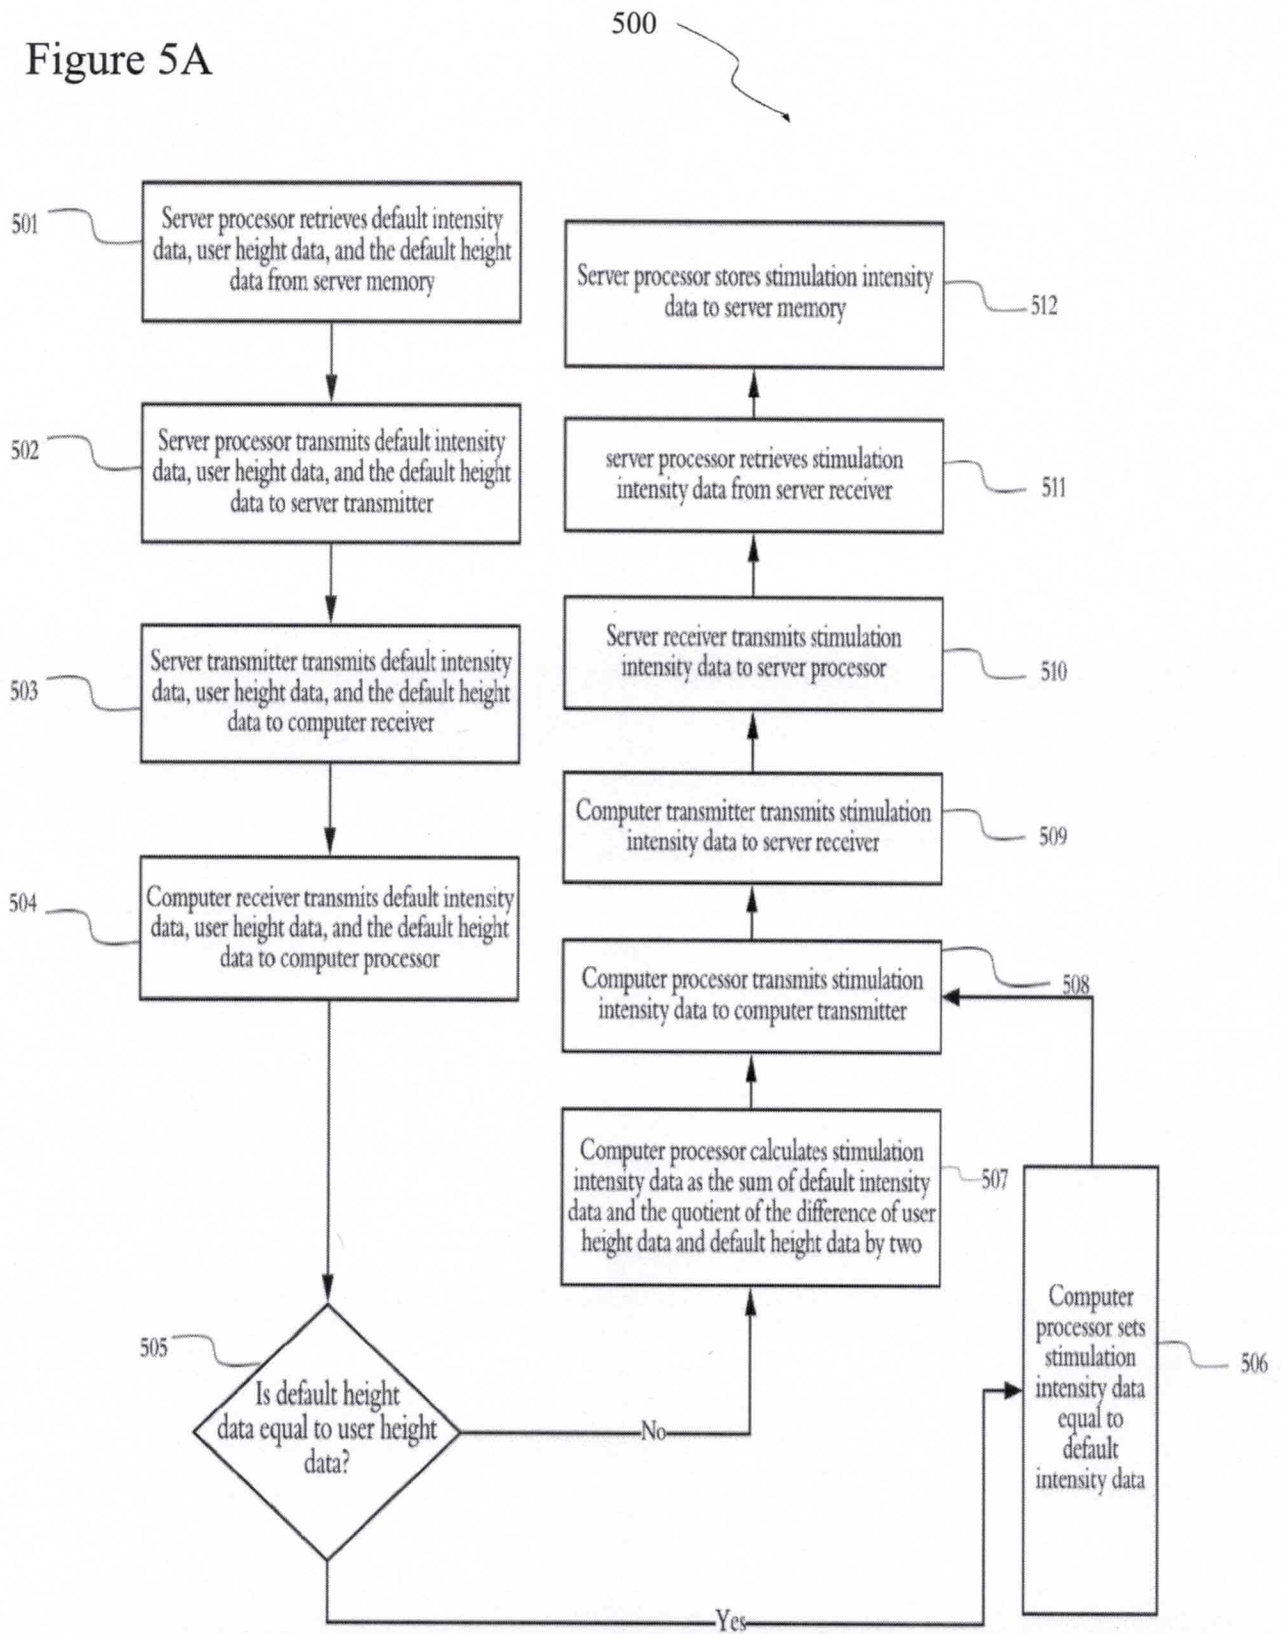 Figure 5A
500
501
Server processor retrieves default intensity
data, user height data, and the default height
data from server memory
502
Server processor transmits default intensity
data, user height data, and the default height
data to server transmitter
503
Server transmitter transmits default intensity
data, user height data, and the default height
data to computer receiver
504
Computer receiver transmits default intensity
data, user height data, and the default height
data to computer processor
505
Is default height
data equal to user height
data?
No
Yes
Computer
processor sets
stimulation
intensity data
equal to
default
intensity data
506
Computer processor calculates stimulation
intensity data as the sum of default intensity
data and the quotient of the difference of user
height data and default height data by two
507
Computer processor transmits stimulation
intensity data to computer transmitter
508
Computer transmitter transmits stimulation
intensity data to server receiver
509
Server receiver transmits stimulation
intensity data to server processor
510
server processor retrieves stimulation
intensity data from server receiver
511
Server processor stores stimulation intensity
data to server memory
512